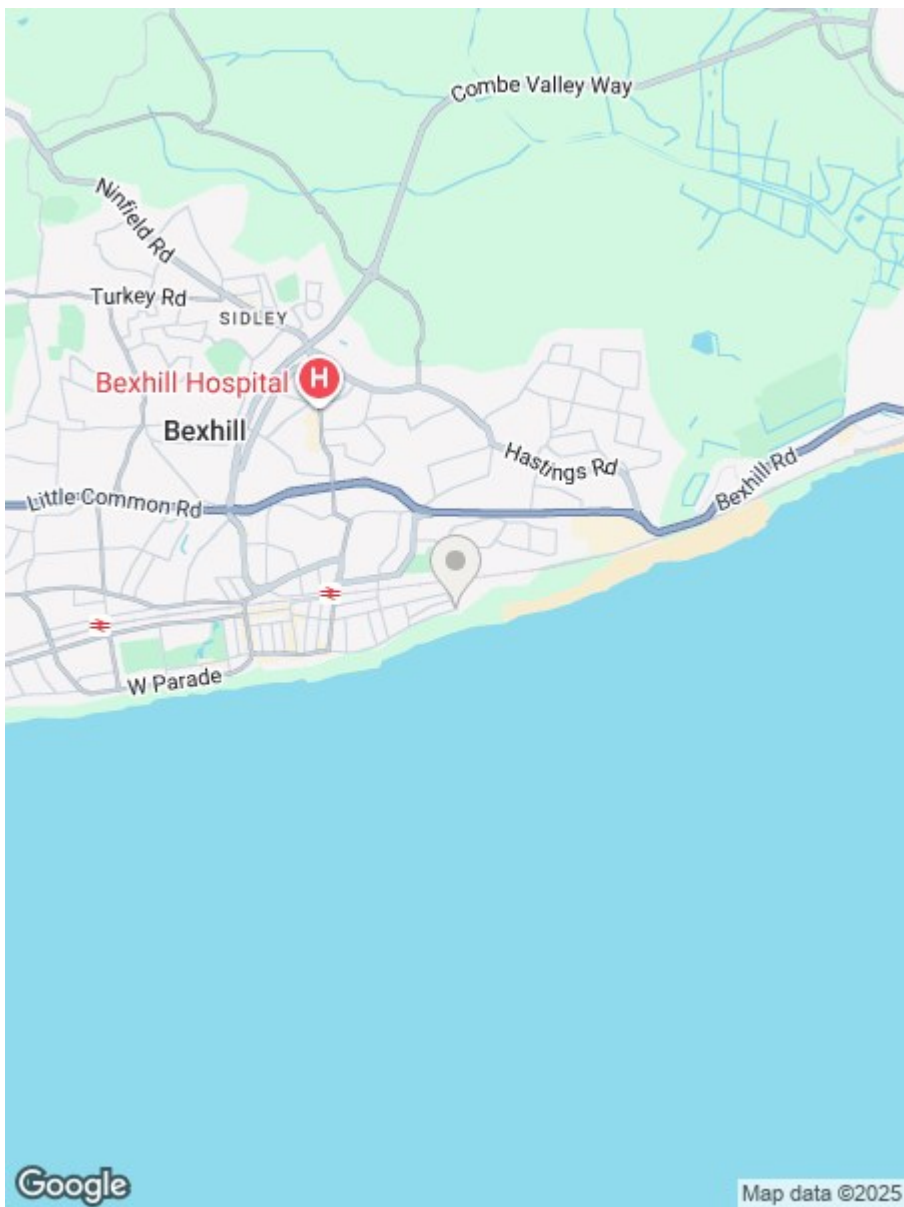 Combe Valley Way
Ninfield Rd
Turkey Rd
SIDLEY
Bexhill Hospital
H
Bexhill
Hastings Rd
Bexhill Rd
Little Common Rd
W Parade
Google
Map data ©2025